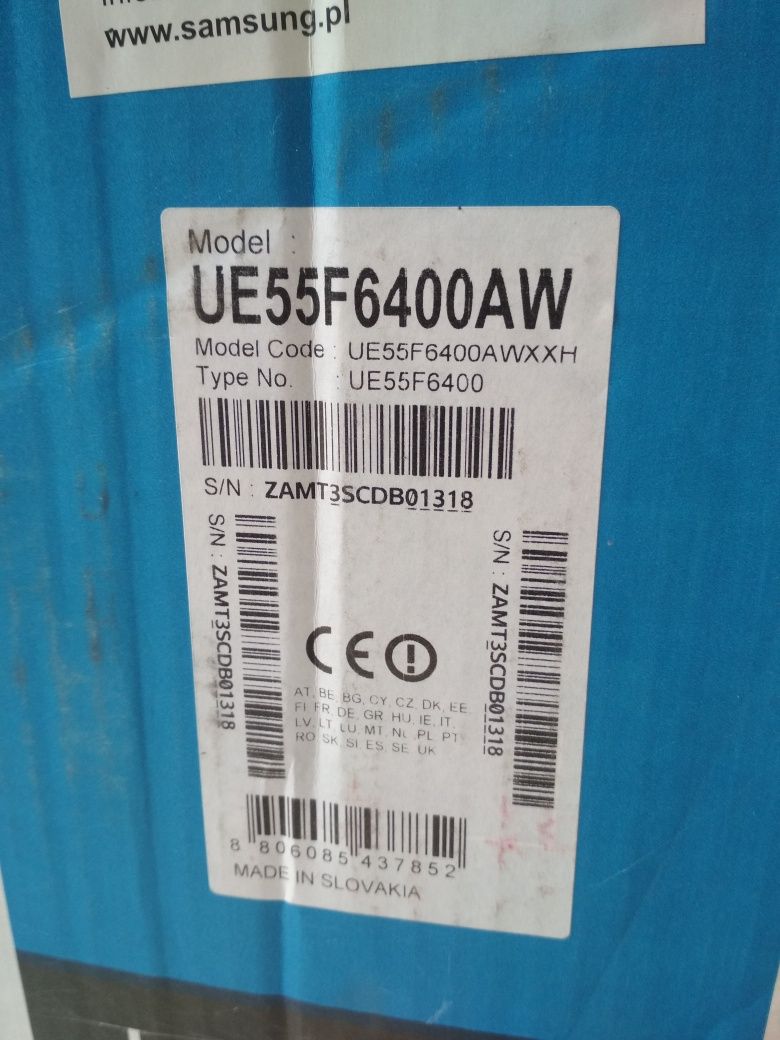 www.samsung.pl
Model :
UE55F6400AW
Model Code : UE55F6400AWXXH
Type No. : UE55F6400
S/N : ZAMT3SCDB01318
S/N : ZAMT3SCDB01318
S/N : ZAMT3SCDB01318
CE
AT, BE, BG, CY, CZ, DK, EE
FI, FR, DE, GR, HU, IE, IT,
LV, LT, LU, MT, NL, PL, PT
RO, SK, SI, ES, SE, UK
8 806085 437852
MADE IN SLOVAKIA